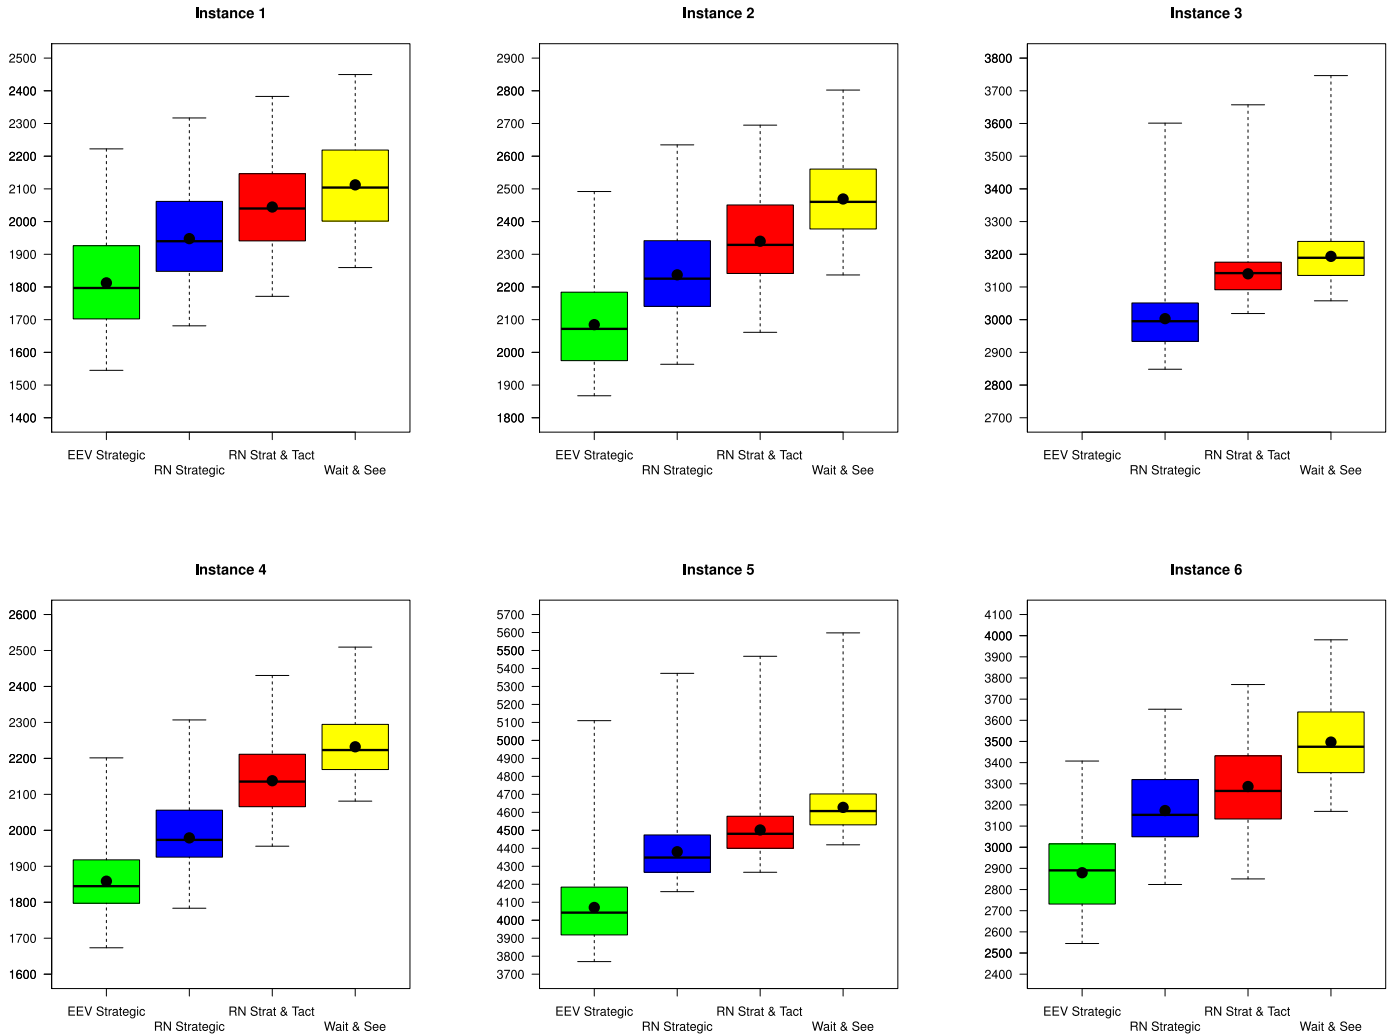 Instance 1
2500
2400
2300
2200
2100
2000
1900
1800
1700
1600
1500
1400
EEV Strategic
RN Strategic
RN Strat & Tact
Wait & See
Instance 2
2900
2800
2700
2600
2500
2400
2300
2200
2100
2000
1900
1800
EEV Strategic
RN Strategic
RN Strat & Tact
Wait & See
Instance 3
3800
3700
3600
3500
3400
3300
3200
3100
3000
2900
2800
2700
EEV Strategic
RN Strategic
RN Strat & Tact
Wait & See
Instance 4
2600
2500
2400
2300
2200
2100
2000
1900
1800
1700
1600
EEV Strategic
RN Strategic
RN Strat & Tact
Wait & See
Instance 5
5700
5600
5500
5400
5300
5200
5100
5000
4900
4800
4700
4600
4500
4400
4300
4200
4100
4000
3900
3800
3700
EEV Strategic
RN Strategic
RN Strat & Tact
Wait & See
Instance 6
4100
4000
3900
3800
3700
3600
3500
3400
3300
3200
3100
3000
2900
2800
2700
2600
2500
2400
EEV Strategic
RN Strategic
RN Strat & Tact
Wait & See